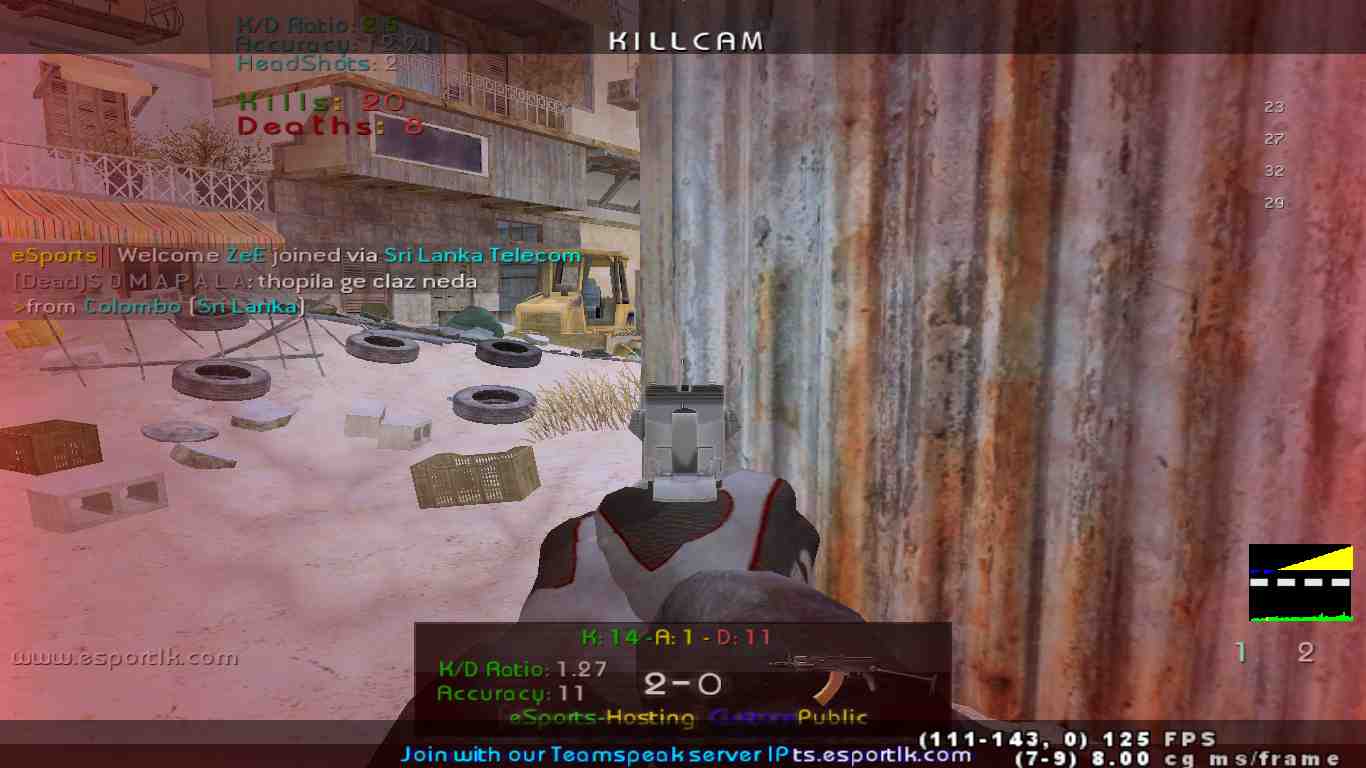 K/D Ratio: 2.5
Accuracy:
HeadShots: 2
Kills: 20
Deaths: 8
KILLCAM
23
27
32
29
eSports|| Welcome ZeE joined via Sri Lanka Telecom
[Dead]S O M A P A L A: thopila ge claz neda
>from Colombo [Sri Lanka]
www.esportlk.com
1 2
K: 14 -A: 1 - D: 11
K/D Ratio: 1.27
Accuracy: 11
2-0
eSports-Hosting Public
Join with our Teamspeak server IP ts.esportlk.com
(111-143, 0) 125 FPS
(7-9) 8.00 cg ms/frame